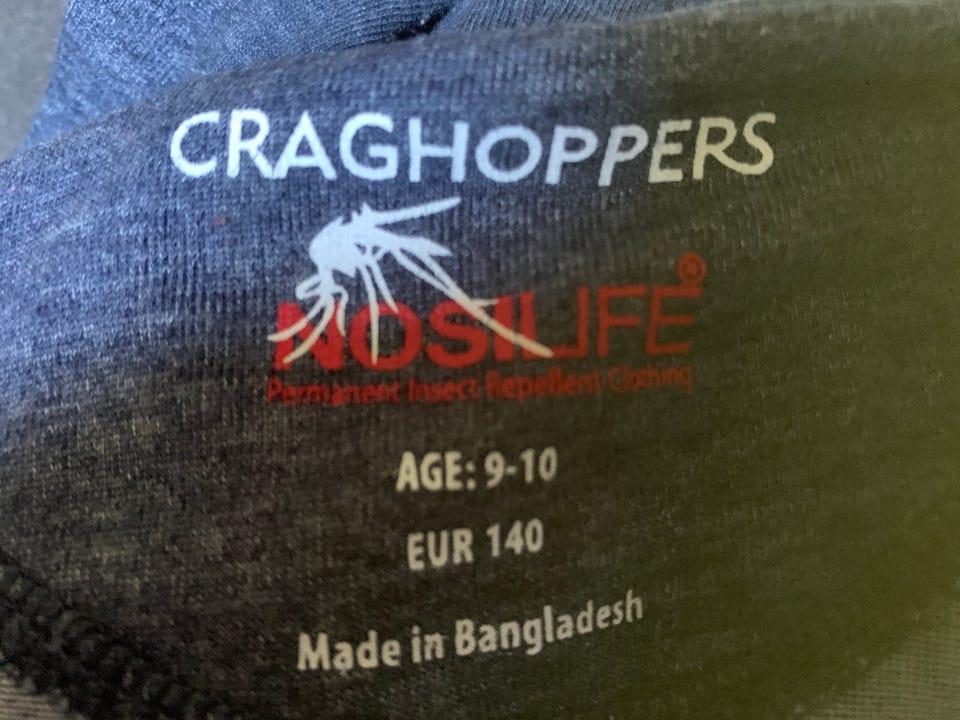 CRAGHOPPERS
NOSILIFE®
Permanent Insect Repellent Clothing
AGE: 9-10
EUR 140
Made in Bangladesh